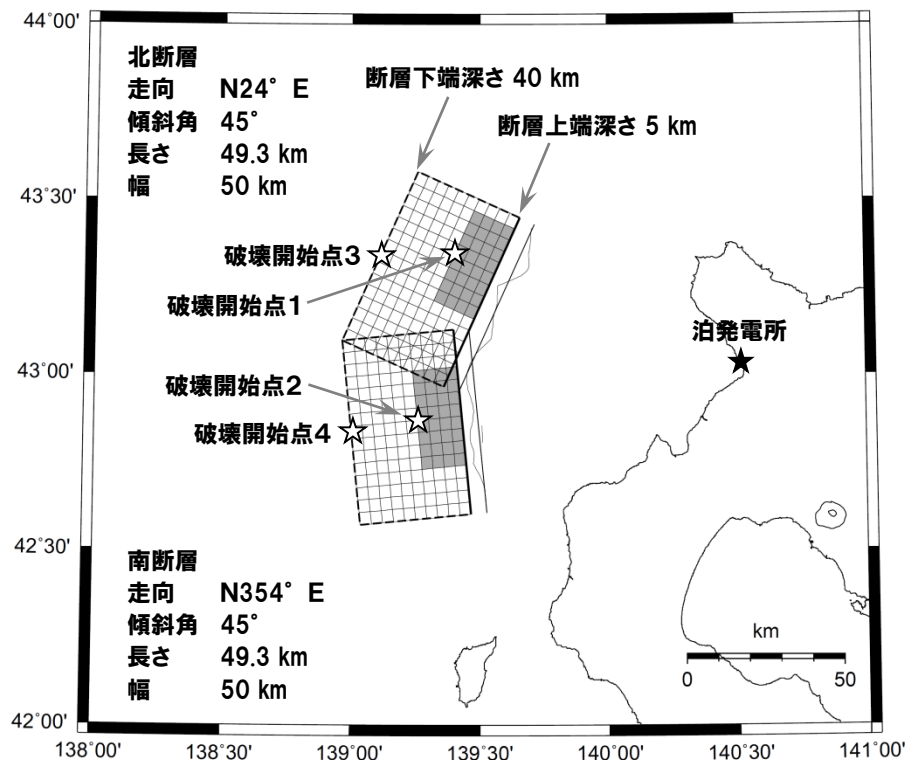 44°00'
北断層
走向 N24° E
傾斜角 45°
長さ 49.3 km
幅 50 km
断層下端深さ 40 km
断層上端深さ 5 km
43°30'
破壊開始点3
破壊開始点1
泊発電所
43°00'
破壊開始点2
破壊開始点4
42°30'
南断層
走向 N354° E
傾斜角 45°
長さ 49.3 km
幅 50 km
km
0 50
42°00'
138°00' 138°30' 139°00' 139°30' 140°00' 140°30' 141°00'